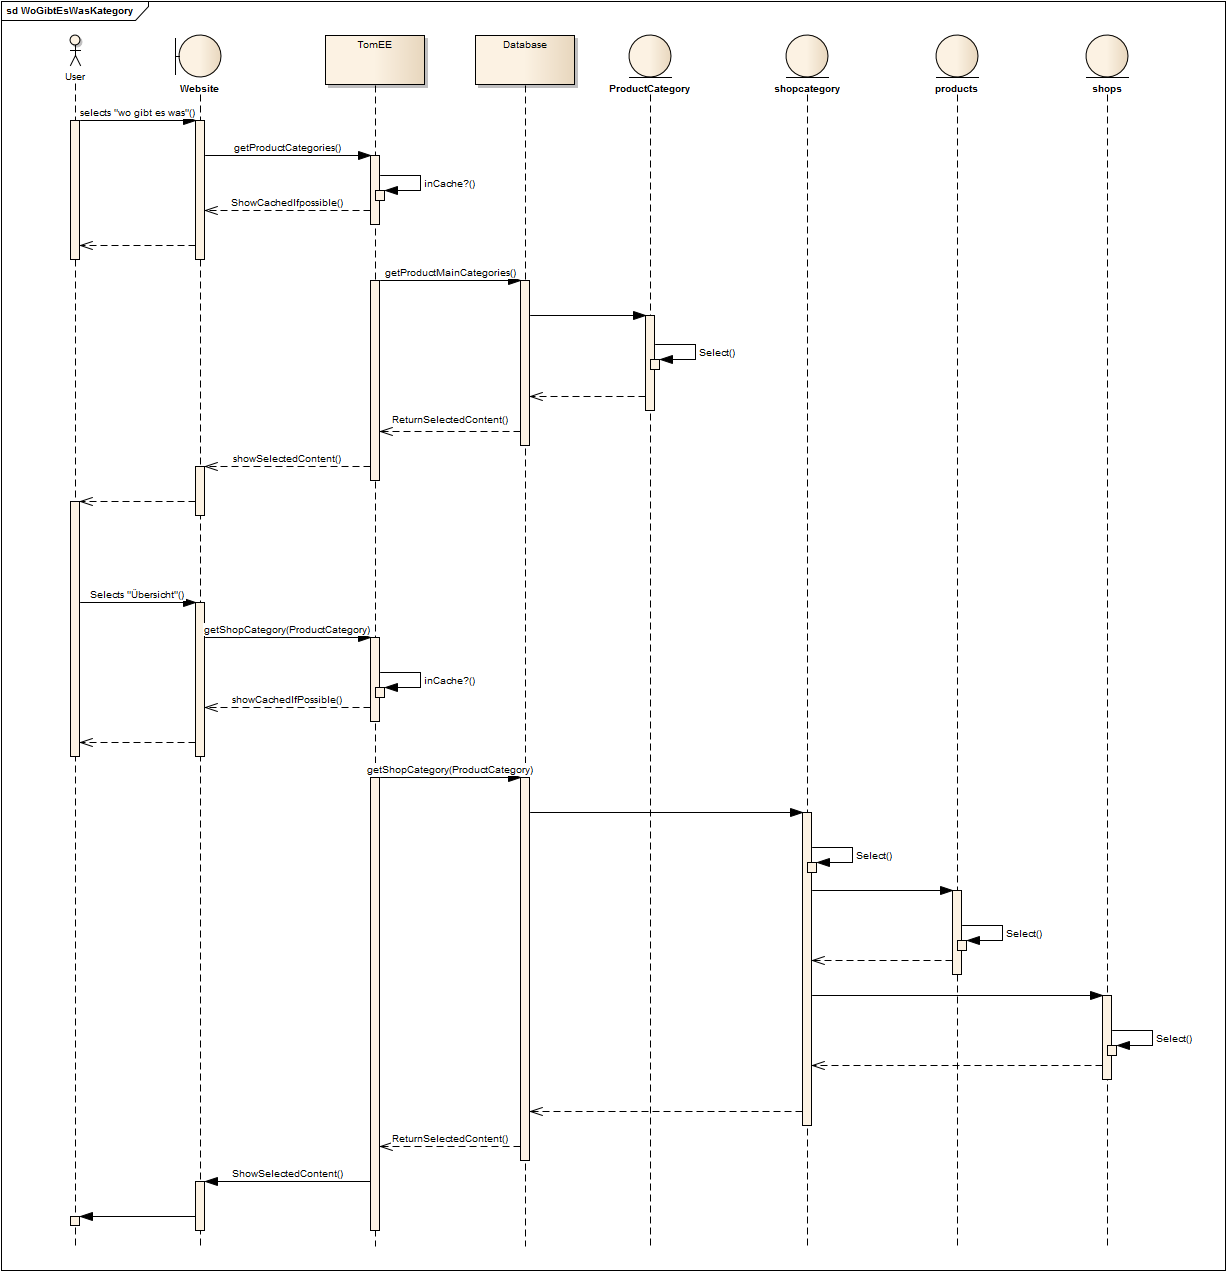 sd WoGibtEsWasKategory
User
Website
TomEE
Database
ProductCategory
shopcategory
products
shops
selects "wo gibt es was"()
getProductCategories()
inCache?()
ShowCachedIfpossible()
getProductMainCategories()
Select()
ReturnSelectedContent()
showSelectedContent()
Selects "Übersicht"()
getShopCategory(ProductCategory)
inCache?()
showCachedIfPossible()
getShopCategory(ProductCategory)
Select()
Select()
Select()
ReturnSelectedContent()
ShowSelectedContent()